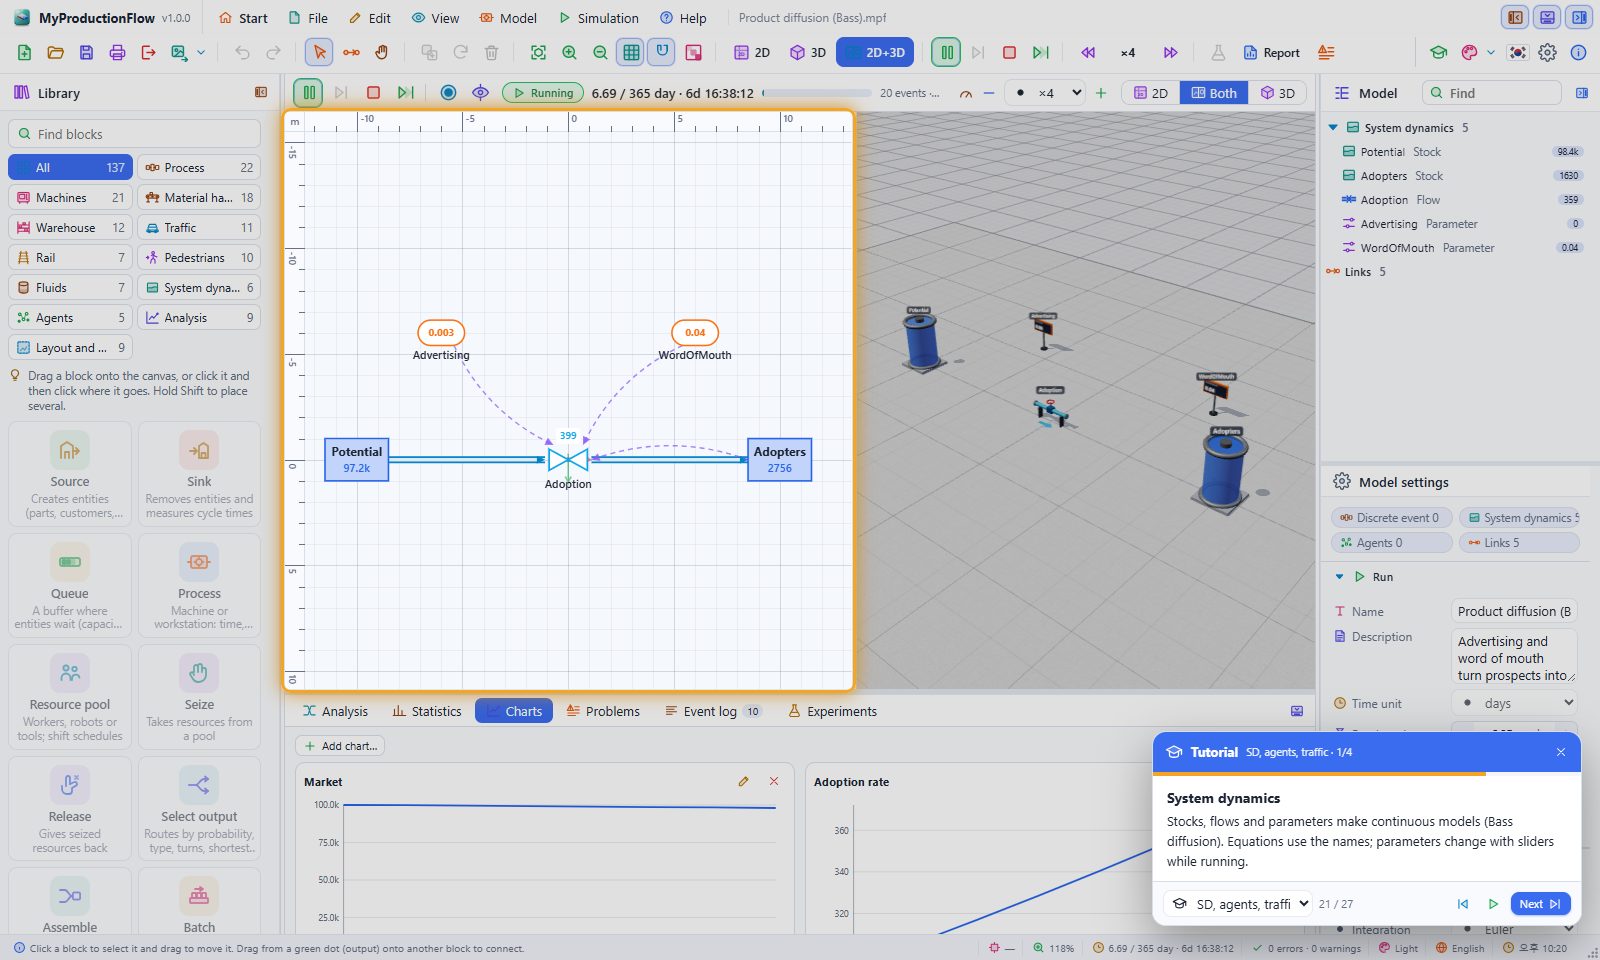 MyProductionFlow v1.0.0 Start File Edit View Model Simulation Help Product diffusion (Bass).mpf
2D 3D 2D+3D ×4 Report
Library
Find blocks
All 137
Process 22
Machines 21
Material ha... 18
Warehouse 12
Traffic 11
Rail 7
Pedestrians 10
Fluids 7
System dyna... 6
Agents 5
Analysis 9
Layout and ... 9
Drag a block onto the canvas, or click it and
then click where it goes. Hold Shift to place
several.
Source
Creates entities
(parts, customers,...
Sink
Removes entities and
measures cycle times
Queue
A buffer where
entities wait (capaci...
Process
Machine or
workstation: time,...
Resource pool
Workers, robots or
tools; shift schedules
Seize
Takes resources from
a pool
Release
Gives seized
resources back
Select output
Routes by probability,
type, turns, shortest..
Assemble
Batch
Running 6.69 / 365 day · 6d 16:38:12 20 events ·... ×4 2D Both 3D
m -10 -5 0 5 10
-15
-10
-5
0
5
10
0.003
Advertising
0.04
WordOfMouth
Potential
97.2k
399
Adoption
Adopters
2756
Potential
Advertising
Adoption
WordOfMouth
Adopters
Analysis Statistics Charts Problems Event log 10 Experiments
Add chart...
Market
100.0k
75.0k
50.0k
25.0k
Adoption rate
360
340
320
Model Find
System dynamics 5
Potential Stock 98.4k
Adopters Stock 1630
Adoption Flow 359
Advertising Parameter 0
WordOfMouth Parameter 0.04
Links 5
Model settings
Discrete event 0
System dynamics 5
Agents 0
Links 5
Run
Name Product diffusion (B
Description Advertising and
word of mouth
turn prospects into
Time unit days
Tutorial SD, agents, traffic · 1/4
System dynamics
Stocks, flows and parameters make continuous models (Bass
diffusion). Equations use the names; parameters change with sliders
while running.
SD, agents, traffi 21 / 27 Next
Integration Euler
Click a block to select it and drag to move it. Drag from a green dot (output) onto another block to connect.
— 118% 6.69 / 365 day · 6d 16:38:12 0 errors · 0 warnings Light English 오후 10:20